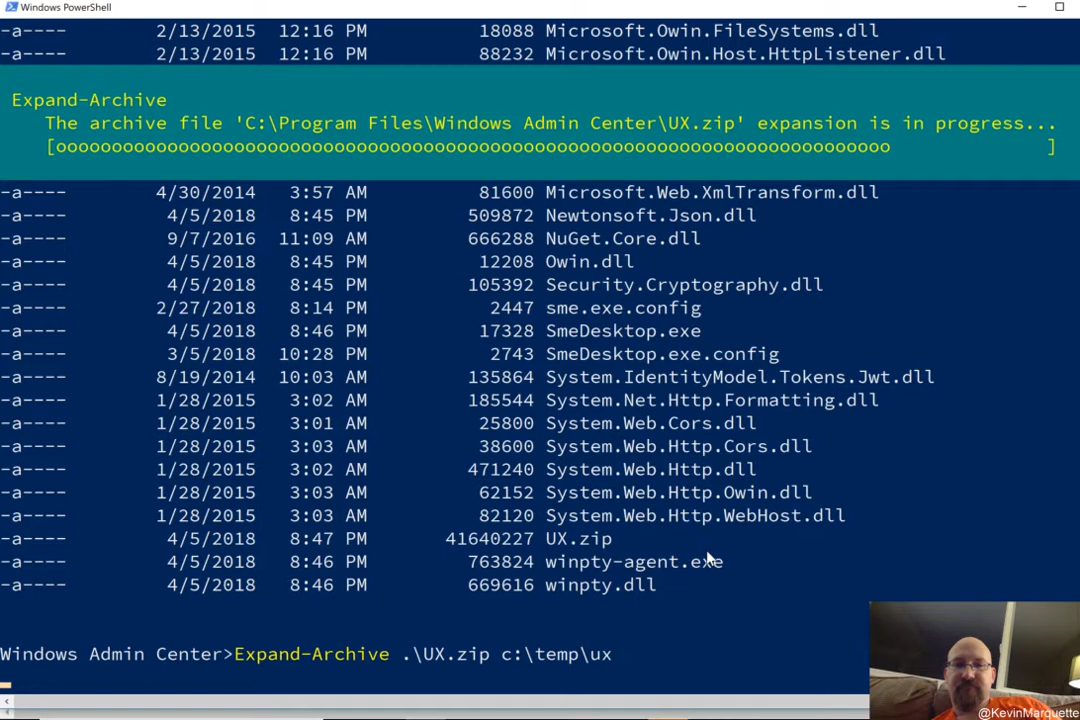 Windows PowerShell
-a---- 2/13/2015 12:16 PM 18088 Microsoft.Owin.FileSystems.dll
-a---- 2/13/2015 12:16 PM 88232 Microsoft.Owin.Host.HttpListener.dll
Expand-Archive
The archive file 'C:\Program Files\Windows Admin Center\UX.zip' expansion is in progress...
[ooooooooooooooooooooooooooooooooooooooooooooooooooooooooooooooooooooooooooo ]
-a---- 4/30/2014 3:57 AM 81600 Microsoft.Web.XmlTransform.dll
-a---- 4/5/2018 8:45 PM 509872 Newtonsoft.Json.dll
-a---- 9/7/2016 11:09 AM 666288 NuGet.Core.dll
-a---- 4/5/2018 8:45 PM 12208 Owin.dll
-a---- 4/5/2018 8:45 PM 105392 Security.Cryptography.dll
-a---- 2/27/2018 8:14 PM 2447 sme.exe.config
-a---- 4/5/2018 8:46 PM 17328 SmeDesktop.exe
-a---- 3/5/2018 10:28 PM 2743 SmeDesktop.exe.config
-a---- 8/19/2014 10:03 AM 135864 System.IdentityModel.Tokens.Jwt.dll
-a---- 1/28/2015 3:02 AM 185544 System.Net.Http.Formatting.dll
-a---- 1/28/2015 3:01 AM 25800 System.Web.Cors.dll
-a---- 1/28/2015 3:03 AM 38600 System.Web.Http.Cors.dll
-a---- 1/28/2015 3:02 AM 471240 System.Web.Http.dll
-a---- 1/28/2015 3:03 AM 62152 System.Web.Http.Owin.dll
-a---- 1/28/2015 3:03 AM 82120 System.Web.Http.WebHost.dll
-a---- 4/5/2018 8:47 PM 41640227 UX.zip
-a---- 4/5/2018 8:46 PM 763824 winpty-agent.exe
-a---- 4/5/2018 8:46 PM 669616 winpty.dll
Windows Admin Center>Expand-Archive .\UX.zip c:\temp\ux
@KevinMarquette